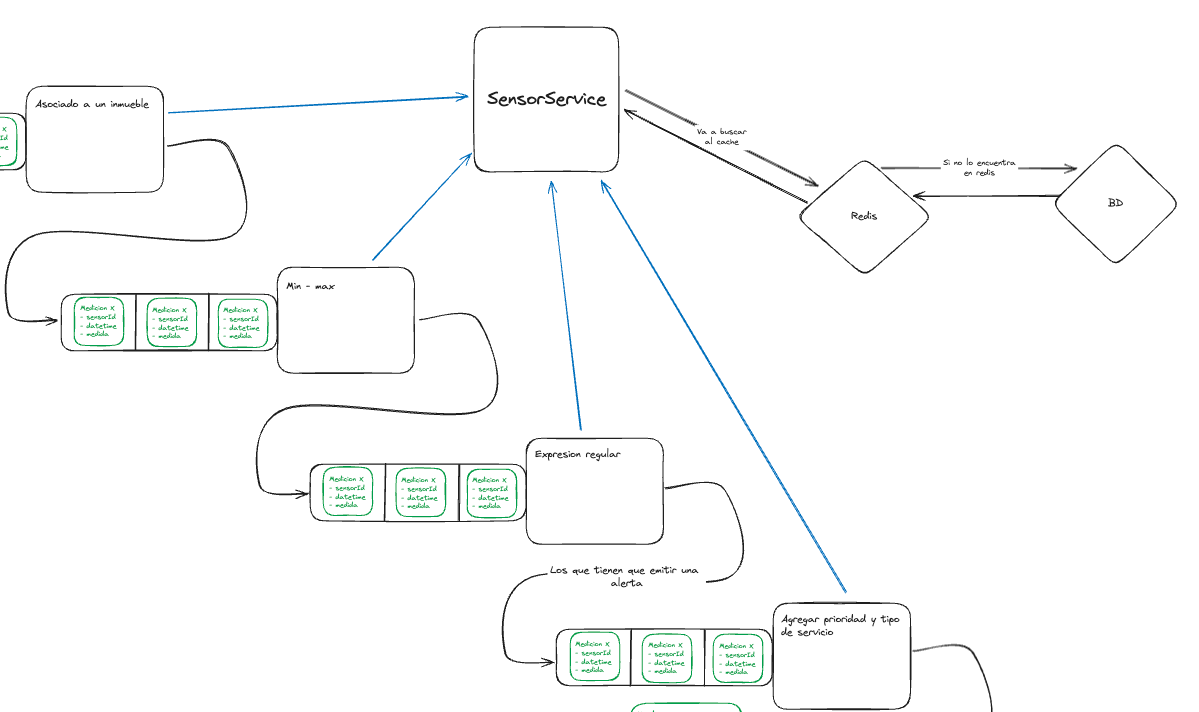 SensorService
Asociado a un inmueble
Va a buscar
al cache
Si no lo encuentra
en redis
Redis
BD
Min - max
Medicion X
- sensorId
- datetime
- medida
Medicion X
- sensorId
- datetime
- medida
Medicion X
- sensorId
- datetime
- medida
Expresion regular
Medicion X
- sensorId
- datetime
- medida
Medicion X
- sensorId
- datetime
- medida
Medicion X
- sensorId
- datetime
- medida
Los que tienen que emitir una
alerta
Agregar prioridad y tipo
de servicio
Medicion X
- sensorId
- datetime
- medida
Medicion X
- sensorId
- datetime
- medida
Medicion X
- sensorId
- datetime
- medida